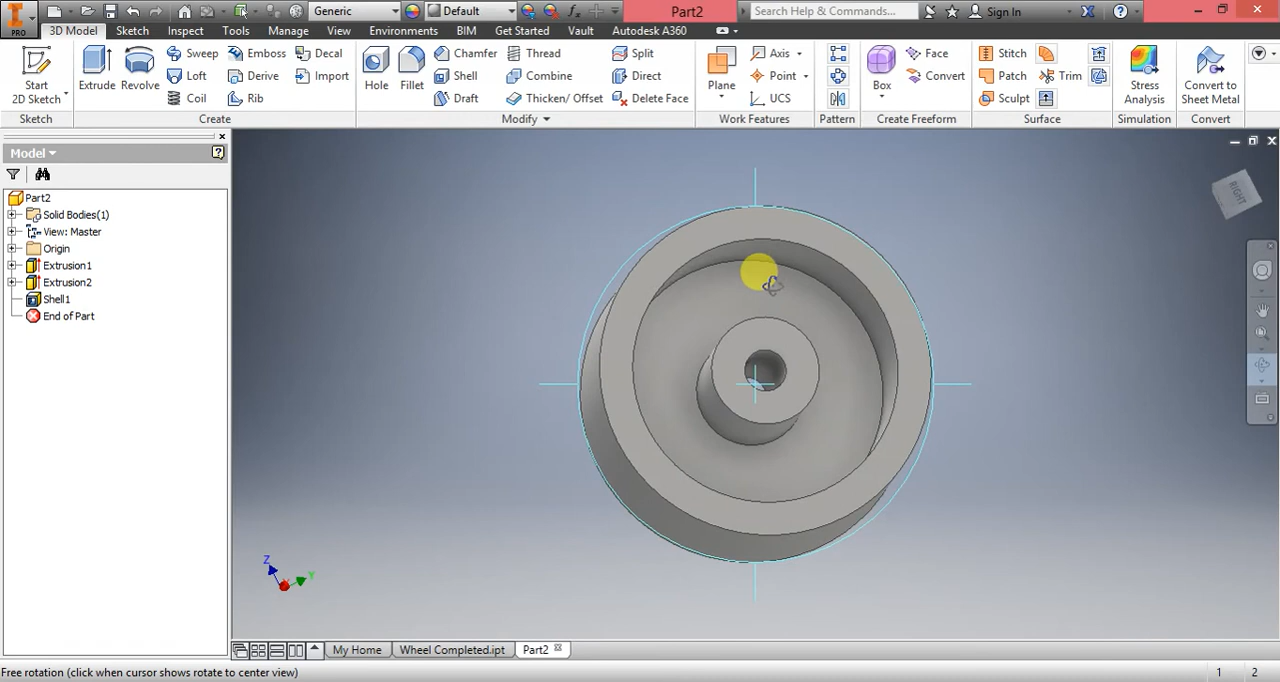 Generic
Default
Part2
Search Help & Commands...
Sign In
PRO
3D Model
Sketch
Inspect
Tools
Manage
View
Environments
BIM
Get Started
Vault
Autodesk A360
Start
2D Sketch
Sketch
Extrude
Revolve
Sweep
Emboss
Decal
Loft
Derive
Import
Coil
Rib
Create
Hole
Fillet
Chamfer
Thread
Split
Shell
Combine
Direct
Draft
Thicken/ Offset
Delete Face
Modify
Plane
Axis
Point
UCS
Work Features
Pattern
Box
Face
Convert
Create Freeform
Stitch
Patch
Trim
Sculpt
Surface
Stress
Analysis
Simulation
Convert to
Sheet Metal
Convert
Model
Part2
Solid Bodies(1)
View: Master
Origin
Extrusion1
Extrusion2
Shell1
End of Part
RIGHT
Z
Y
My Home
Wheel Completed.ipt
Part2
Free rotation (click when cursor shows rotate to center view)
1
2